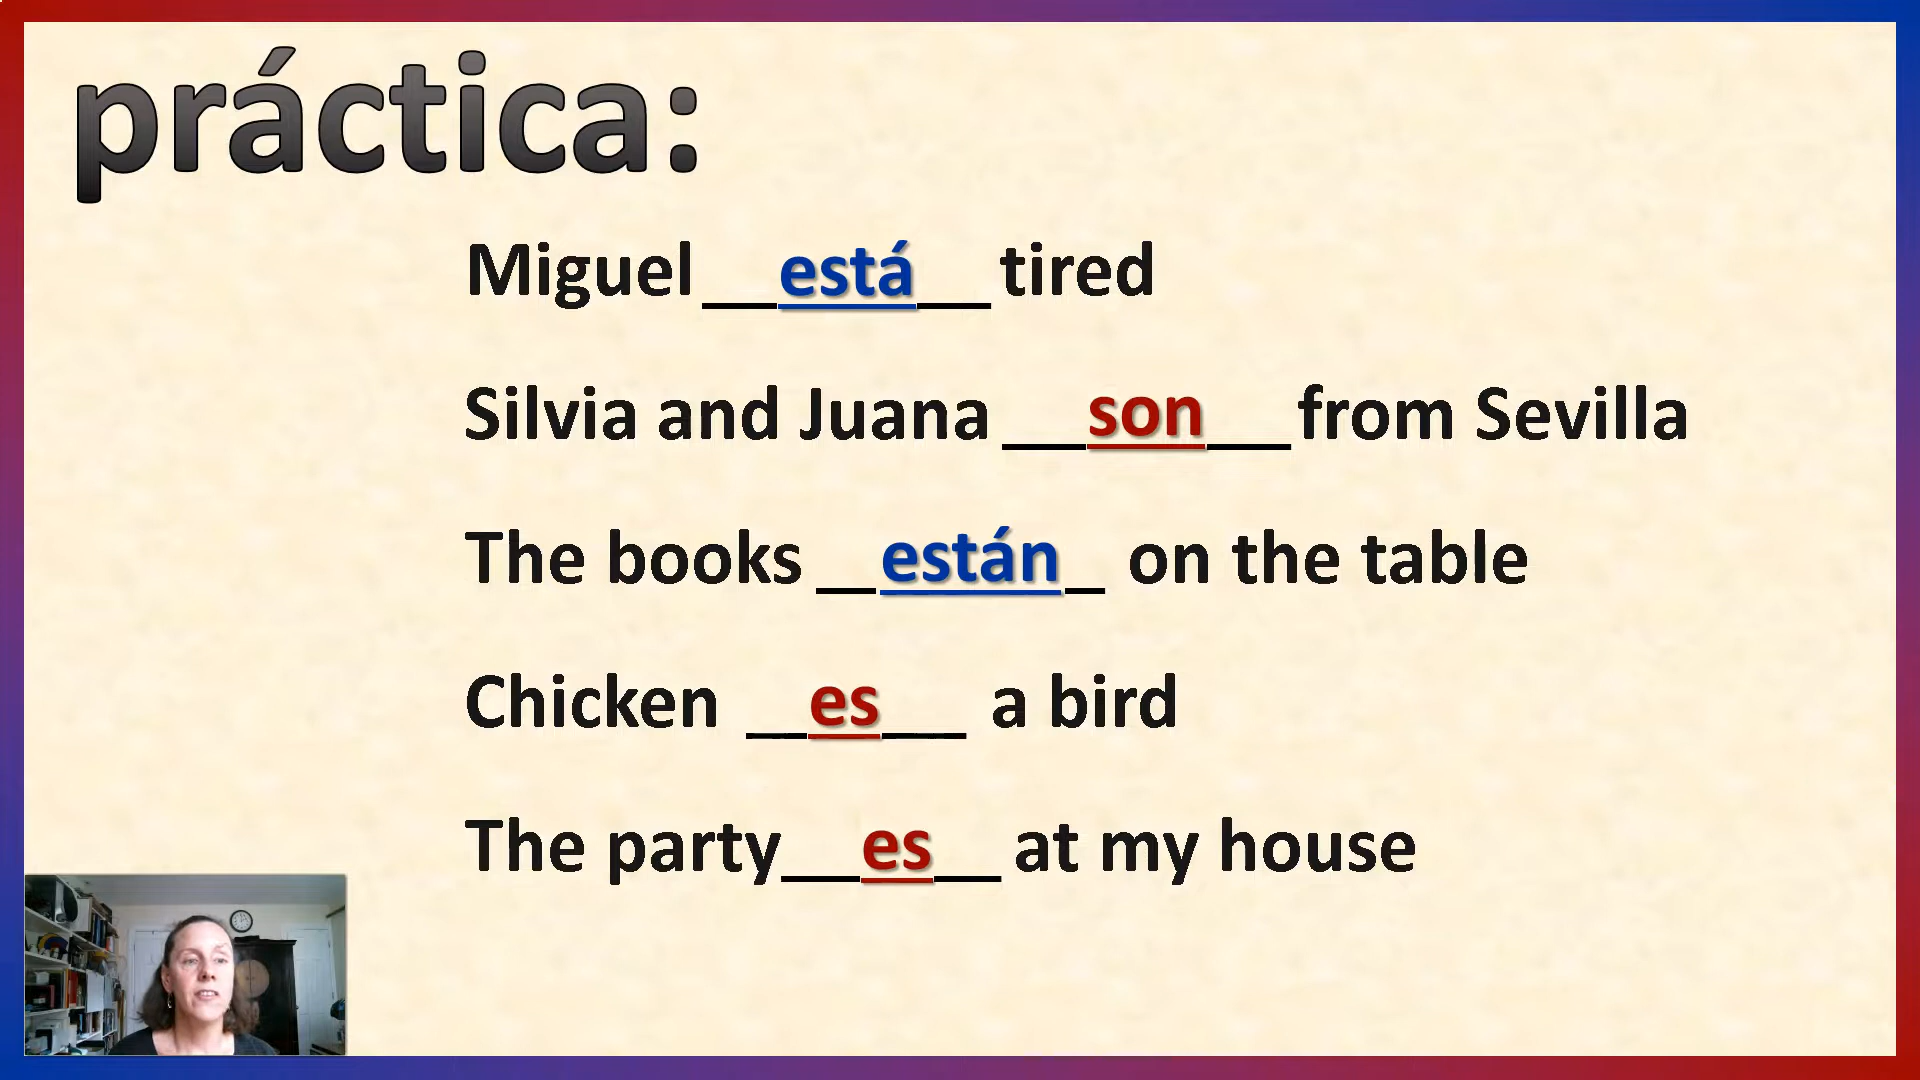 práctica:
Miguel __está__ tired
Silvia and Juana __son__ from Sevilla
The books __están_ on the table
Chicken __es___ a bird
The party__es__ at my house